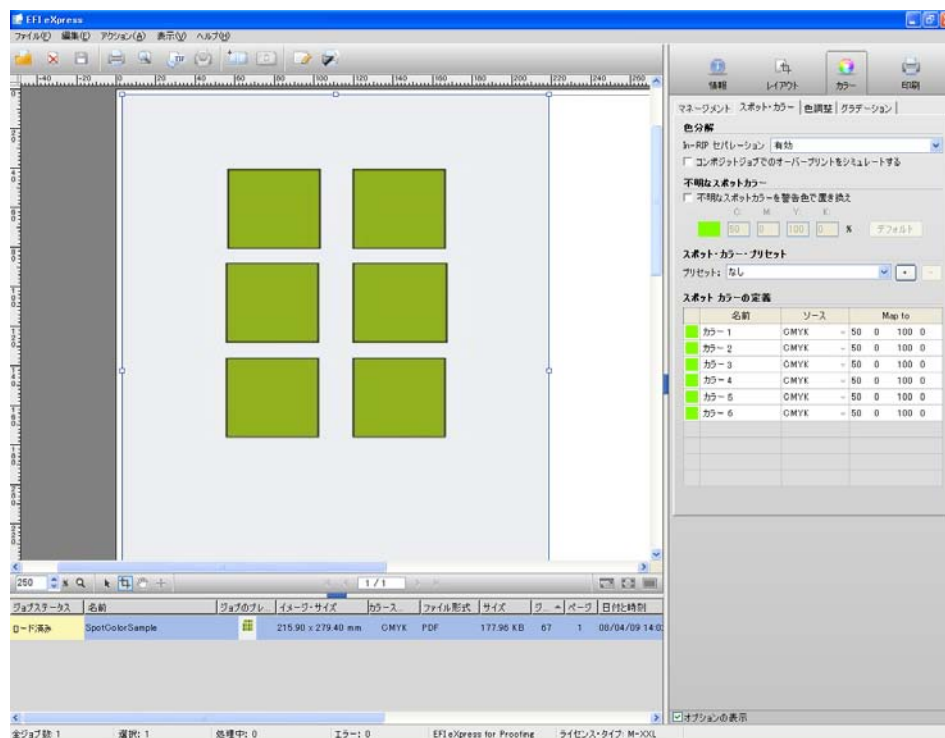 EFI eXpress
ファイル(F) 編集(E) アクション(A) 表示(V) ヘルプ(H)
-40 -20 0 20 40 60 80 100 120 140 160 180 200 220 240 260
情報 レイアウト カラー 印刷
マネージメント スポット・カラー 色調整 グラデーション
色分解
In-RIP セパレーション 有効
コンポジットジョブでのオーバープリントをシミュレートする
不明なスポットカラー
不明なスポットカラーを警告色で置き換え
C: M: Y: K:
50 0 100 0 % デフォルト
スポット・カラー・プリセット
プリセット: なし
スポット カラーの定義
名前 ソース Map to
カラー 1 CMYK 50 0 100 0
カラー 2 CMYK 50 0 100 0
カラー 3 CMYK 50 0 100 0
カラー 4 CMYK 50 0 100 0
カラー 5 CMYK 50 0 100 0
カラー 6 CMYK 50 0 100 0
250 % 1 / 1
ジョブステータス 名前 ジョブのプレ... イメージ・サイズ カラース... ファイル形式 サイズ ジ... ページ 日付と時刻
ロード済み SpotColorSample 215.90 x 279.40 mm CMYK PDF 177.96 KB 67 1 08/04/09 14:0
オプションの表示
全ジョブ数: 1 選択: 1 処理中: 0 エラー: 0 EFI eXpress for Proofing ライセンス・タイプ: M-XXL